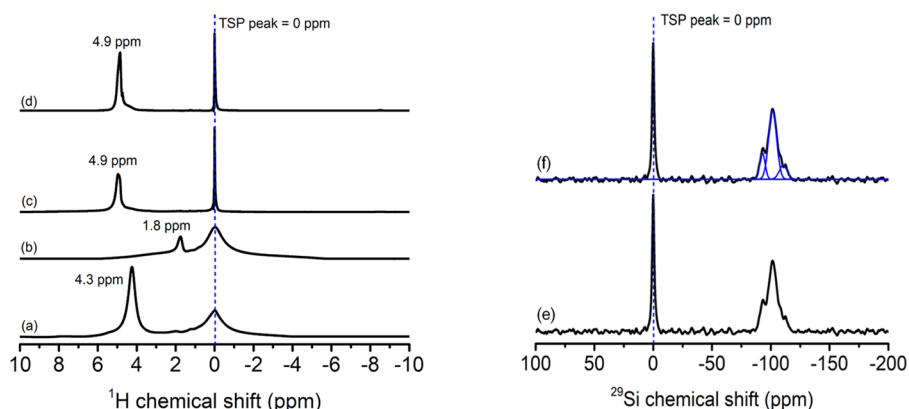 TSP peak = 0 ppm
4.9 ppm
(d)
4.9 ppm
(c)
1.8 ppm
(b)
4.3 ppm
(a)
10 8 6 4 2 0 -2 -4 -6 -8 -10
¹H chemical shift (ppm)
TSP peak = 0 ppm
(f)
(e)
100 50 0 -50 -100 -150 -200
²⁹Si chemical shift (ppm)